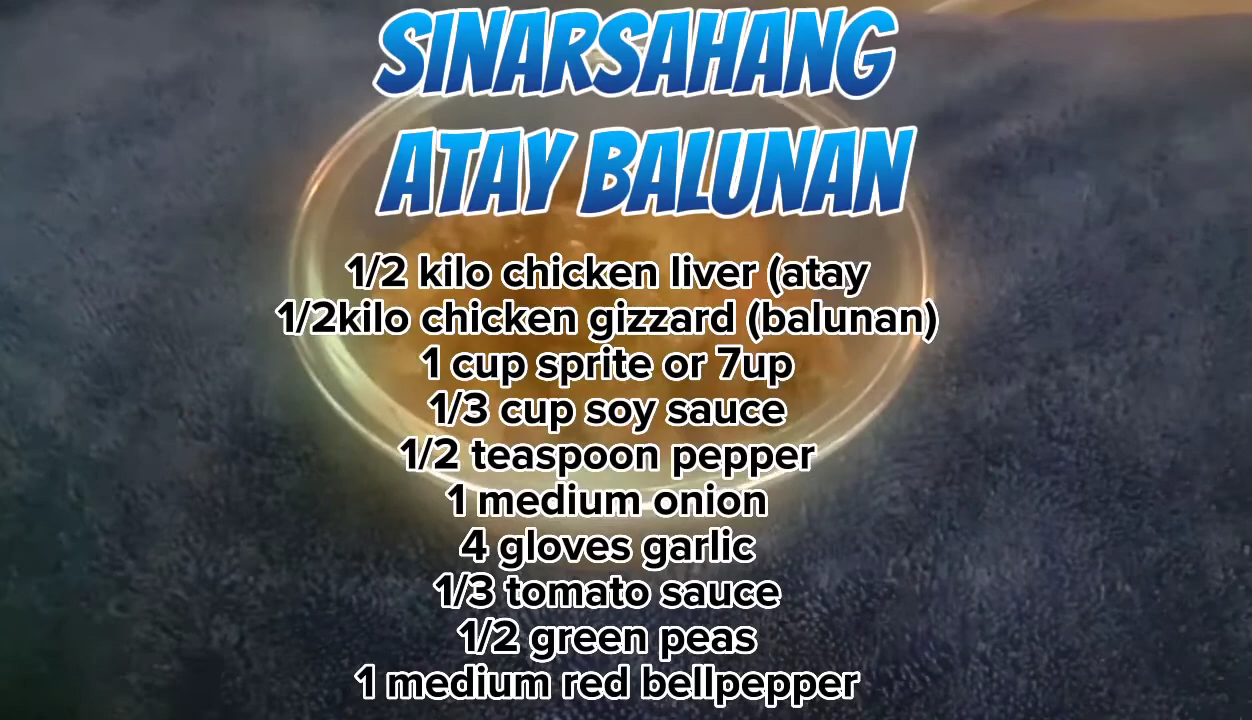 SINARSAHANG
ATAY BALUNAN
1/2 kilo chicken liver (atay
1/2kilo chicken gizzard (balunan)
1 cup sprite or 7up
1/3 cup soy sauce
1/2 teaspoon pepper
1 medium onion
4 gloves garlic
1/3 tomato sauce
1/2 green peas
1 medium red bellpepper